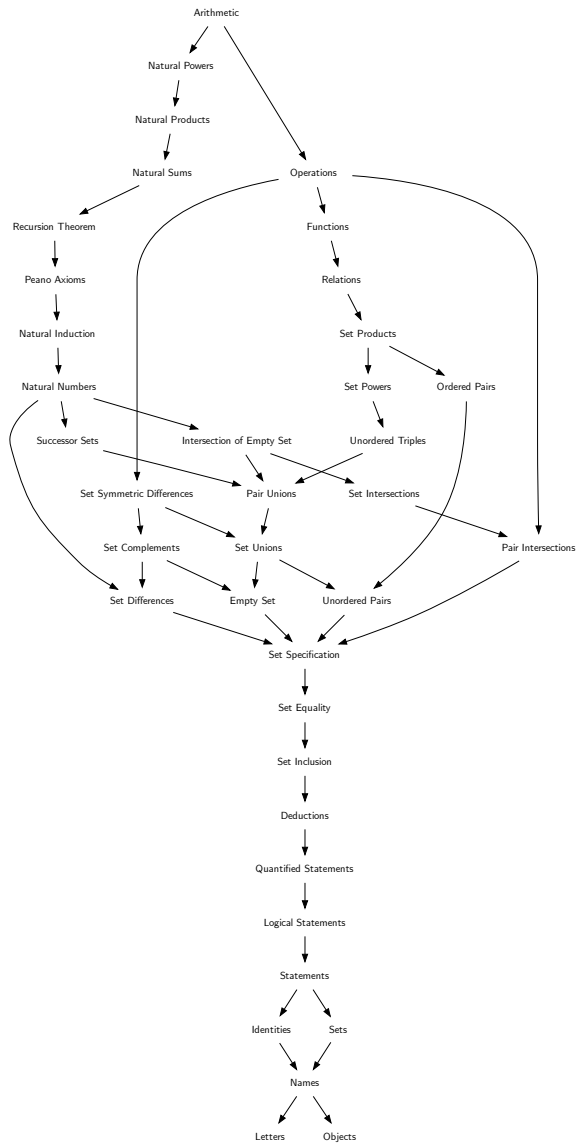 Arithmetic
Natural Powers
Natural Products
Natural Sums
Operations
Recursion Theorem
Functions
Peano Axioms
Relations
Natural Induction
Set Products
Natural Numbers
Set Powers
Ordered Pairs
Successor Sets
Intersection of Empty Set
Unordered Triples
Set Symmetric Differences
Pair Unions
Set Intersections
Set Complements
Set Unions
Pair Intersections
Set Differences
Empty Set
Unordered Pairs
Set Specification
Set Equality
Set Inclusion
Deductions
Quantified Statements
Logical Statements
Statements
Identities
Sets
Names
Letters
Objects